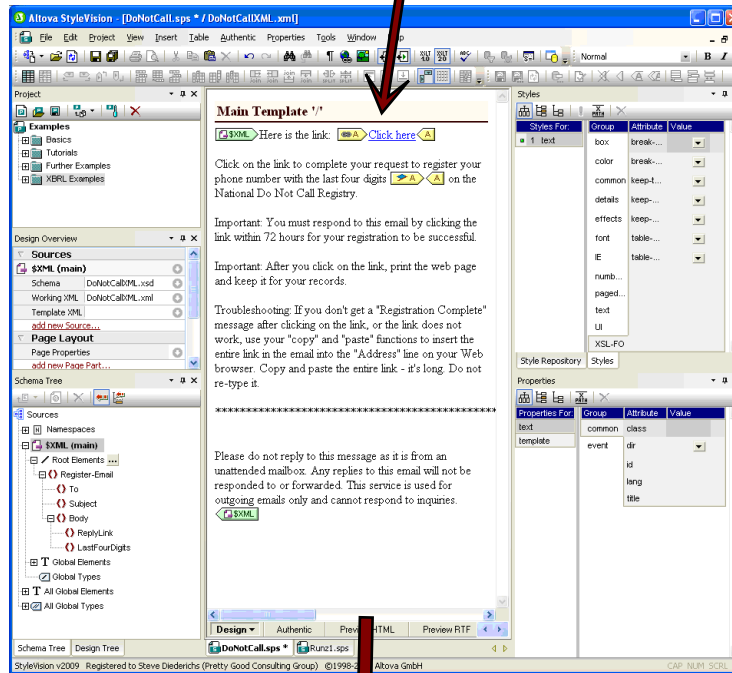 Altova StyleVision - [DoNotCall.sps * / DoNotCallXML.xml]
File Edit Project View Insert Table Authentic Properties Tools Window
Normal
B I
Project
Examples
Basics
Tutorials
Further Examples
XBRL Examples
Design Overview
Sources
$XML (main)
Schema DoNotCallXML.xsd
Working XML DoNotCallXML.xml
Template XML
add new Source...
Page Layout
Page Properties
add new Page Part...
Schema Tree
Sources
N Namespaces
$XML (main)
Root Elements ...
Register-Email
To
Subject
Body
ReplyLink
LastFourDigits
T Global Elements
Global Types
T All Global Elements
All Global Types
Schema Tree Design Tree
Main Template '/'
$XML Here is the link: A Click here A
Click on the link to complete your request to register your
phone number with the last four digits A A on the
National Do Not Call Registry.
Important: You must respond to this email by clicking the
link within 72 hours for your registration to be successful.
Important: After you click on the link, print the web page
and keep it for your records.
Troubleshooting: If you don't get a "Registration Complete"
message after clicking on the link, or the link does not
work, use your "copy" and "paste" functions to insert the
entire link in the email into the "Address" line on your Web
browser. Copy and paste the entire link - it's long. Do not
re-type it.
************************************************
Please do not reply to this message as it is from an
unattended mailbox. Any replies to this email will not be
responded to or forwarded. This service is used for
outgoing emails only and cannot respond to inquiries.
$XML
Design Authentic HTML Preview RTF
DoNotCall.sps * Runz1.sps
Styles
XPATH
Styles For: Group Attribute Value
1 text box break-...
color break-...
common keep-t...
details keep-...
effects keep-...
font table-...
IE table-...
numb...
paged...
text
UI
XSL-FO
Style Repository Styles
Properties
XPATH
Properties For: Group Attribute Value
text common class
template event dir
id
lang
title
StyleVision v2009 Registered to Steve Diederichs (Pretty Good Consulting Group) ©1998-2 Altova GmbH
CAP NUM SCRL